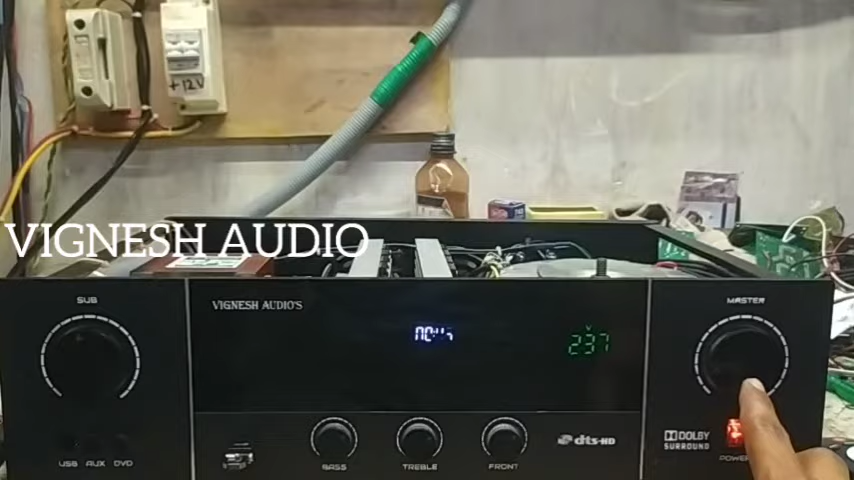 +12V
VIGNESH AUDIO
SUB
VIGNESH AUDIO'S
MASTER
V
237
BASS
TREBLE
FRONT
dts-HD
DOLBY
SURROUND
USB AUX DVD
POWER